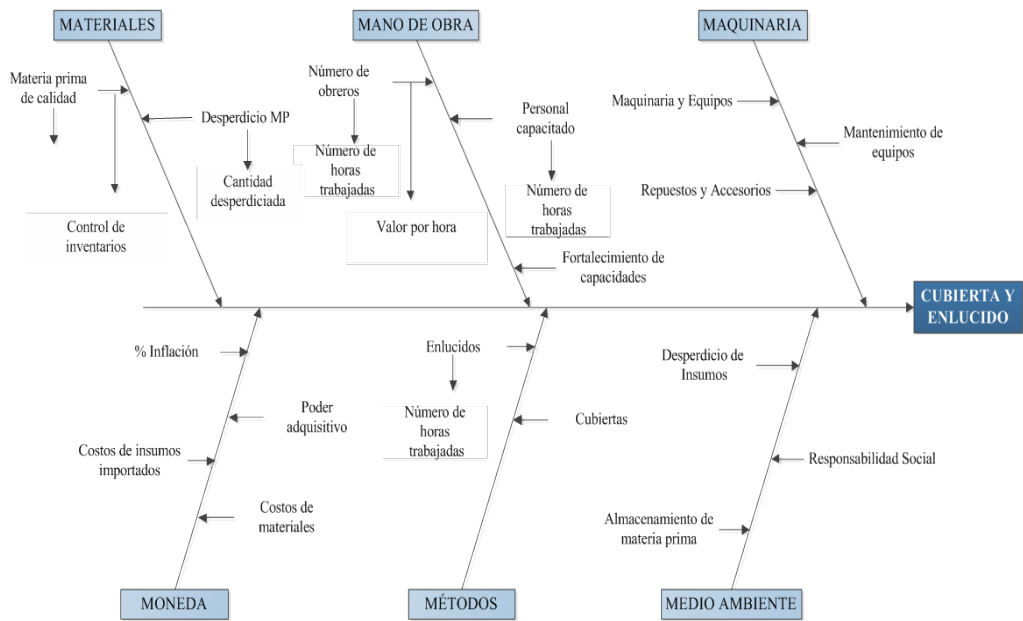 MATERIALES
MANO DE OBRA
MAQUINARIA
Materia prima
de calidad
Desperdicio MP
Cantidad
desperdiciada
Control de
inventarios
Número de
obreros
Número de
horas
trabajadas
Valor por hora
Personal
capacitado
Número de
horas
trabajadas
Fortalecimiento de
capacidades
Maquinaria y Equipos
Mantenimiento de
equipos
Repuestos y Accesorios
CUBIERTA Y
ENLUCIDO
% Inflación
Poder
adquisitivo
Costos de insumos
importados
Costos de
materiales
Enlucidos
Número de
horas
trabajadas
Cubiertas
Desperdicio de
Insumos
Responsabilidad Social
Almacenamiento de
materia prima
MONEDA
MÉTODOS
MEDIO AMBIENTE